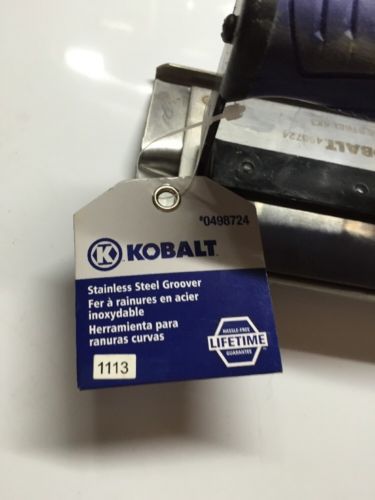 #0498724
K KOBALT
Stainless Steel Groover
Fer à rainures en acier
inoxydable
Herramienta para
ranuras curvas
1113
HASSLE-FREE
LIFETIME
GUARANTEE